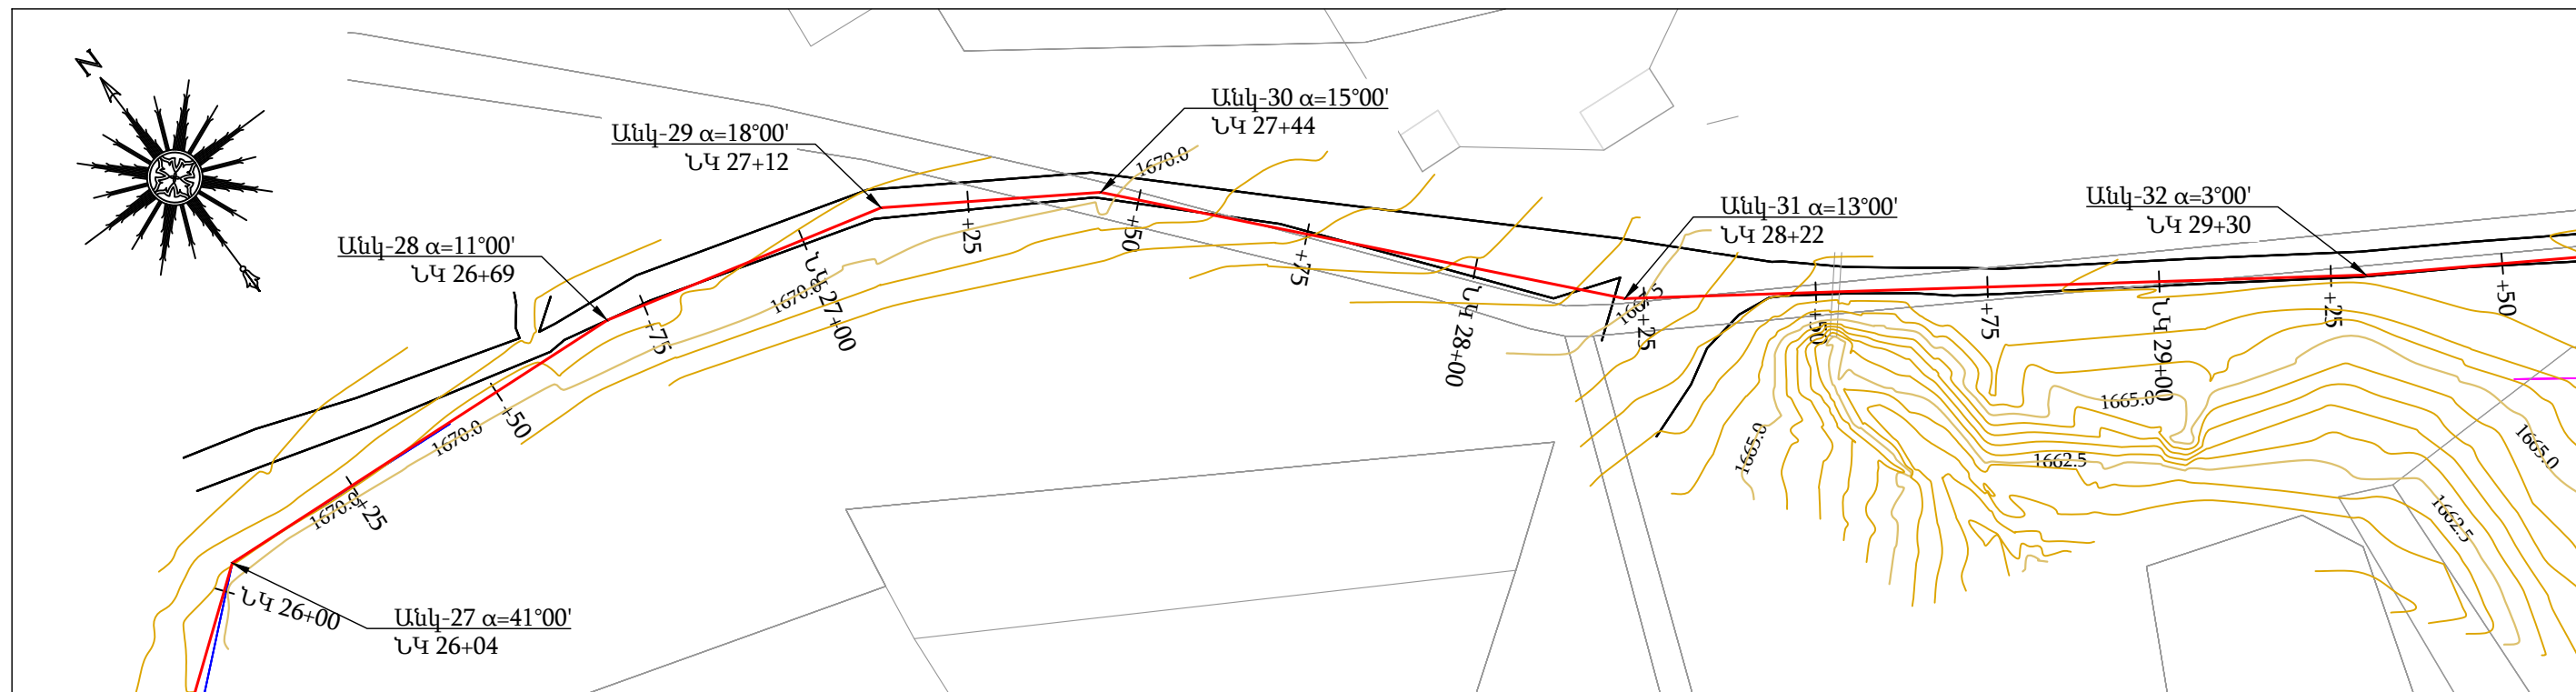 N
Անկ-30 α=15°00'
ՆԿ 27+44
Անկ-29 α=18°00'
ՆԿ 27+12
1670.0
Անկ-31 α=13°00'
ՆԿ 28+22
Անկ-32 α=3°00'
ՆԿ 29+30
Անկ-28 α=11°00'
ՆԿ 26+69
+25
+50
+75
1670.0
ՆԿ 27+00
+75
ՆԿ 28+00
+25
+50
+75
ՆԿ 29+00
+25
+50
+50
1670.0
1665.0
1665.0
1662.5
1665.0
1662.5
1670.0
+25
ՆԿ 26+00
Անկ-27 α=41°00'
ՆԿ 26+04